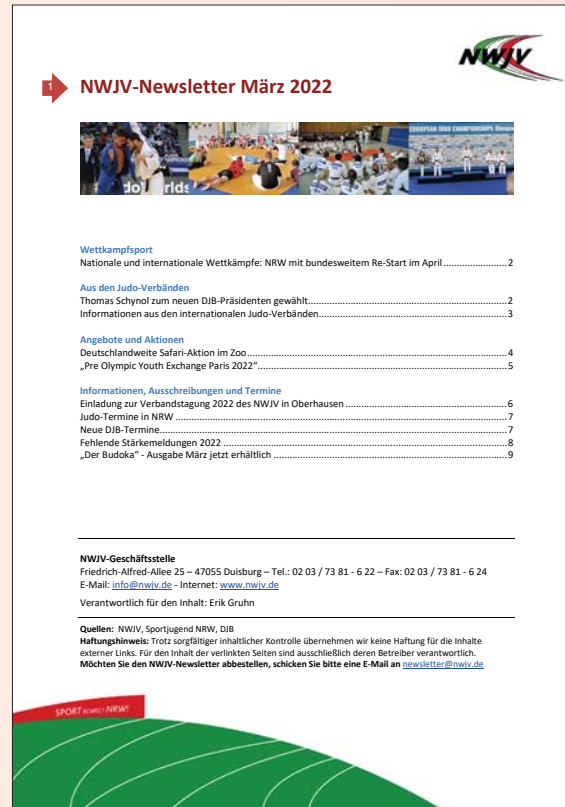 NWJV
1
NWJV-Newsletter März 2022
EUROPEAN JUDO CHAMPIONSHIPS
Wettkampfsport
Nationale und internationale Wettkämpfe: NRW mit bundesweitem Re-Start im April........................2
Aus den Judo-Verbänden
Thomas Schynol zum neuen DJB-Präsidenten gewählt..........................................................................2
Informationen aus den internationalen Judo-Verbänden......................................................................3
Angebote und Aktionen
Deutschlandweite Safari-Aktion im Zoo.................................................................................................4
„Pre Olympic Youth Exchange Paris 2022“.............................................................................................5
Informationen, Ausschreibungen und Termine
Einladung zur Verbandstagung 2022 des NWJV in Oberhausen............................................................6
Judo-Termine in NRW............................................................................................................................7
Neue DJB-Termine.................................................................................................................................7
Fehlende Stärkemeldungen 2022..........................................................................................................8
„Der Budoka“ - Ausgabe März jetzt erhältlich.......................................................................................9
NWJV-Geschäftsstelle
Friedrich-Alfred-Allee 25 – 47055 Duisburg – Tel.: 02 03 / 73 81 - 6 22 – Fax: 02 03 / 73 81 - 6 24
E-Mail: info@nwjv.de - Internet: www.nwjv.de
Verantwortlich für den Inhalt: Erik Gruhn
Quellen: NWJV, Sportjugend NRW, DJB
Haftungshinweis: Trotz sorgfältiger inhaltlicher Kontrolle übernehmen wir keine Haftung für die Inhalte
externer Links. Für den Inhalt der verlinkten Seiten sind ausschließlich deren Betreiber verantwortlich.
Möchten Sie den NWJV-Newsletter abbestellen, schicken Sie bitte eine E-Mail an newsletter@nwjv.de
SPORT BEWEGT NRW!